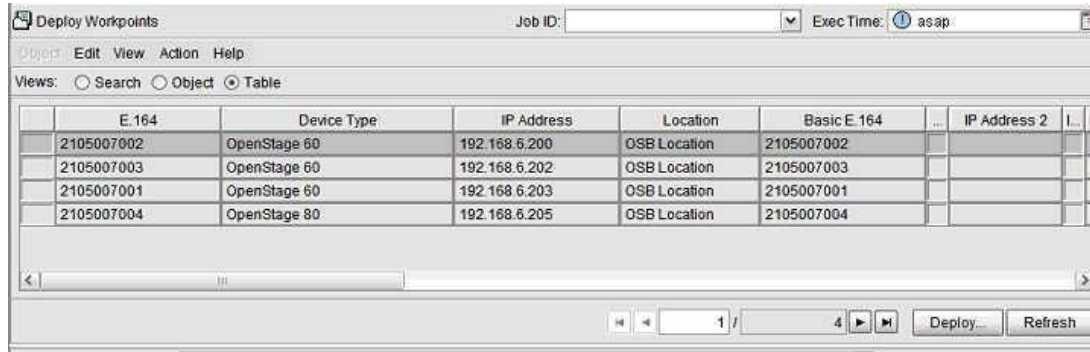 Deploy Workpoints Job ID: Exec Time: asap
Object Edit View Action Help
Views: Search Object Table
E.164 Device Type IP Address Location Basic E.164 ... IP Address 2 I...
2105007002 OpenStage 60 192.168.6.200 OSB Location 2105007002
2105007003 OpenStage 60 192.168.6.202 OSB Location 2105007003
2105007001 OpenStage 60 192.168.6.203 OSB Location 2105007001
2105007004 OpenStage 80 192.168.6.205 OSB Location 2105007004
1 / 4 Deploy... Refresh